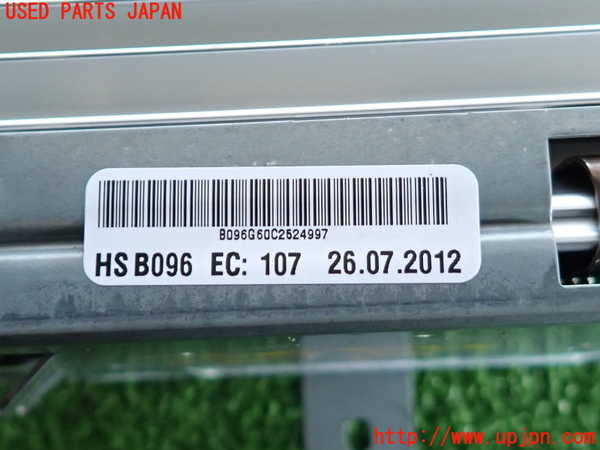 USED PARTS JAPAN
B096G60C2524997
HS B096 EC: 107 26.07.2012
http://www.upjpn.com/